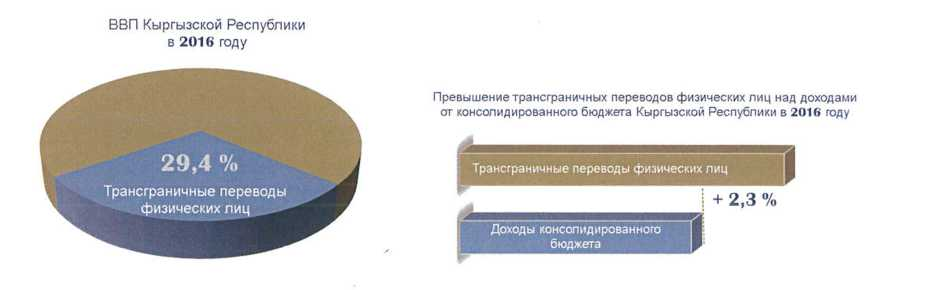 ВВП Кыргызской Республики
в 2016 году
29,4 %
Трансграничные переводы
физических лиц
Превышение трансграничных переводов физических лиц над доходами
от консолидированного бюджета Кыргызской Республики в 2016 году
Трансграничные переводы физических лиц
+ 2,3 %
Доходы консолидированного
бюджета